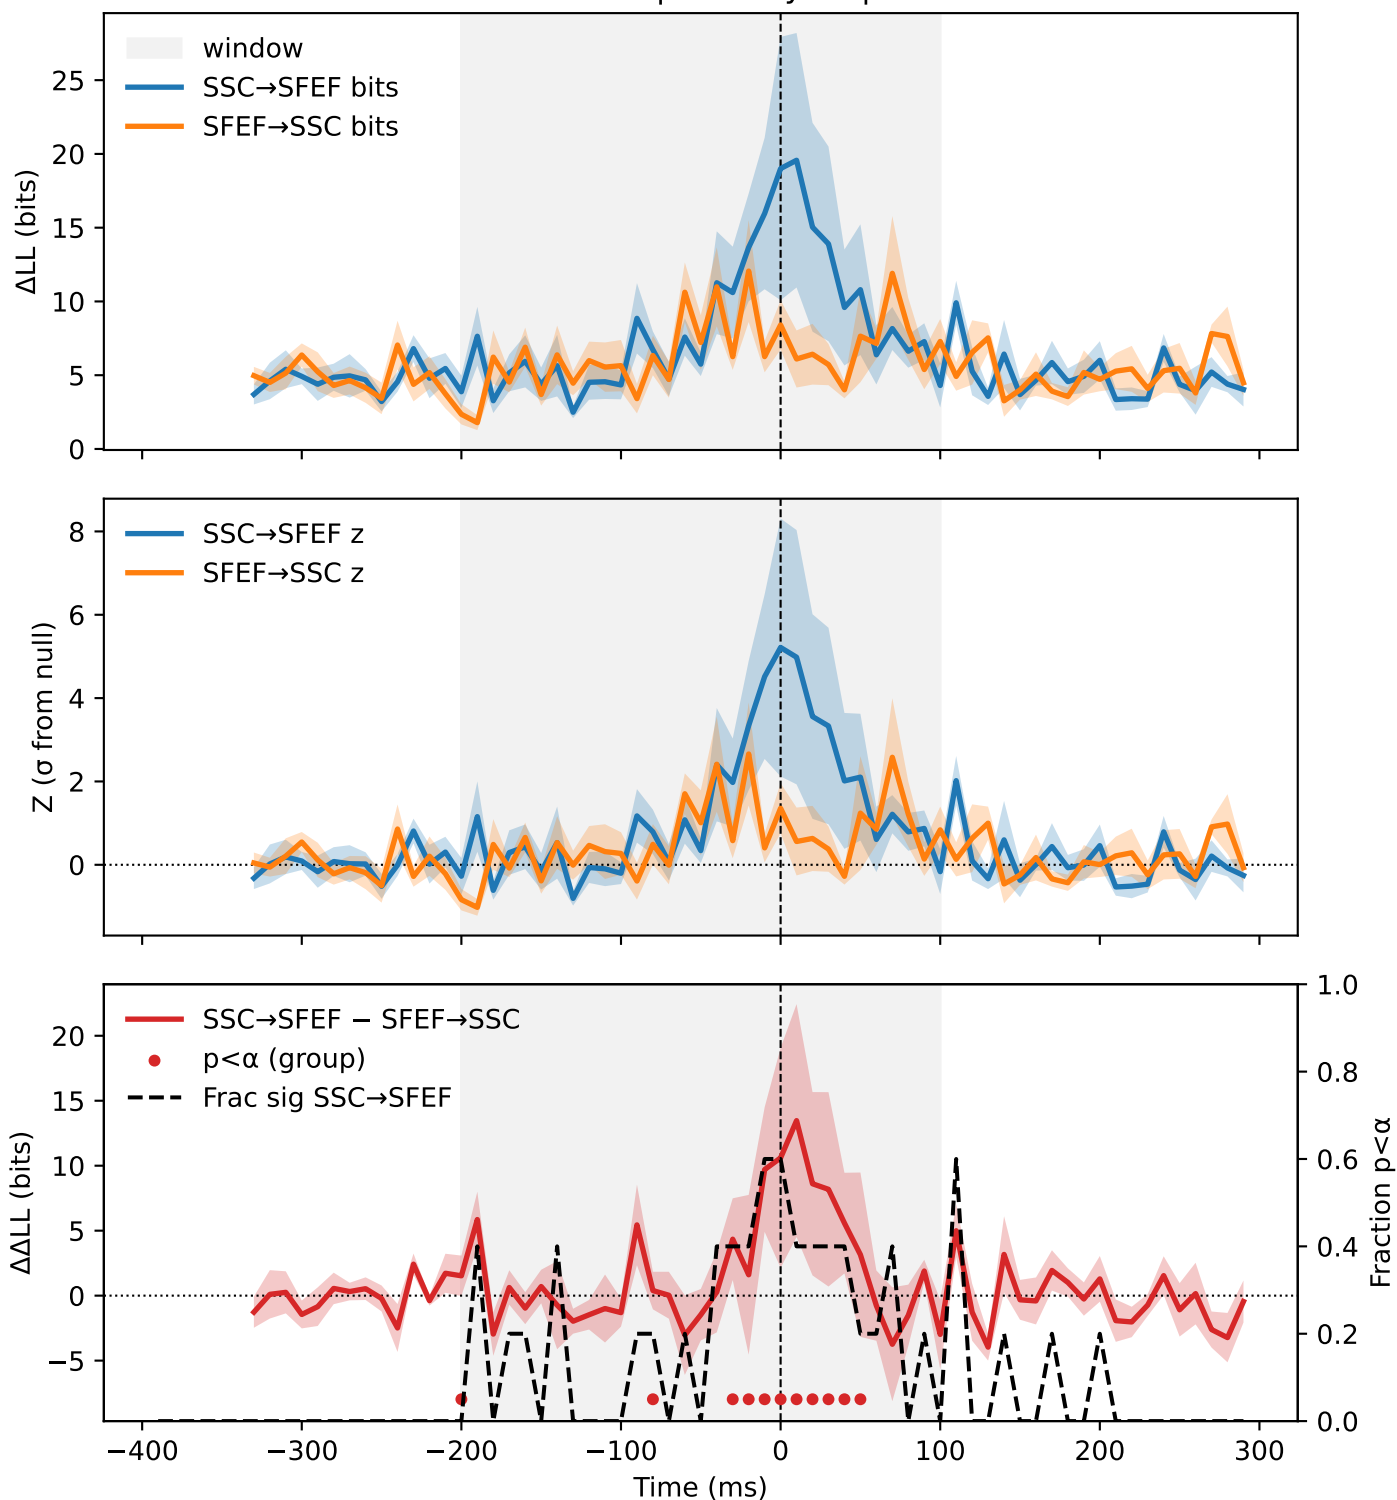 window
SSC→SFEF bits
SFEF→SSC bits
ΔLL (bits)
25
20
15
10
5
0
SSC→SFEF z
SFEF→SSC z
Z (σ from null)
8
6
4
2
0
SSC→SFEF − SFEF→SSC
p<α (group)
Frac sig SSC→SFEF
ΔΔLL (bits)
20
15
10
5
0
−5
1.0
0.8
0.6
0.4
0.2
0.0
Fraction p<α
−400 −300 −200 −100 0 100 200 300
Time (ms)